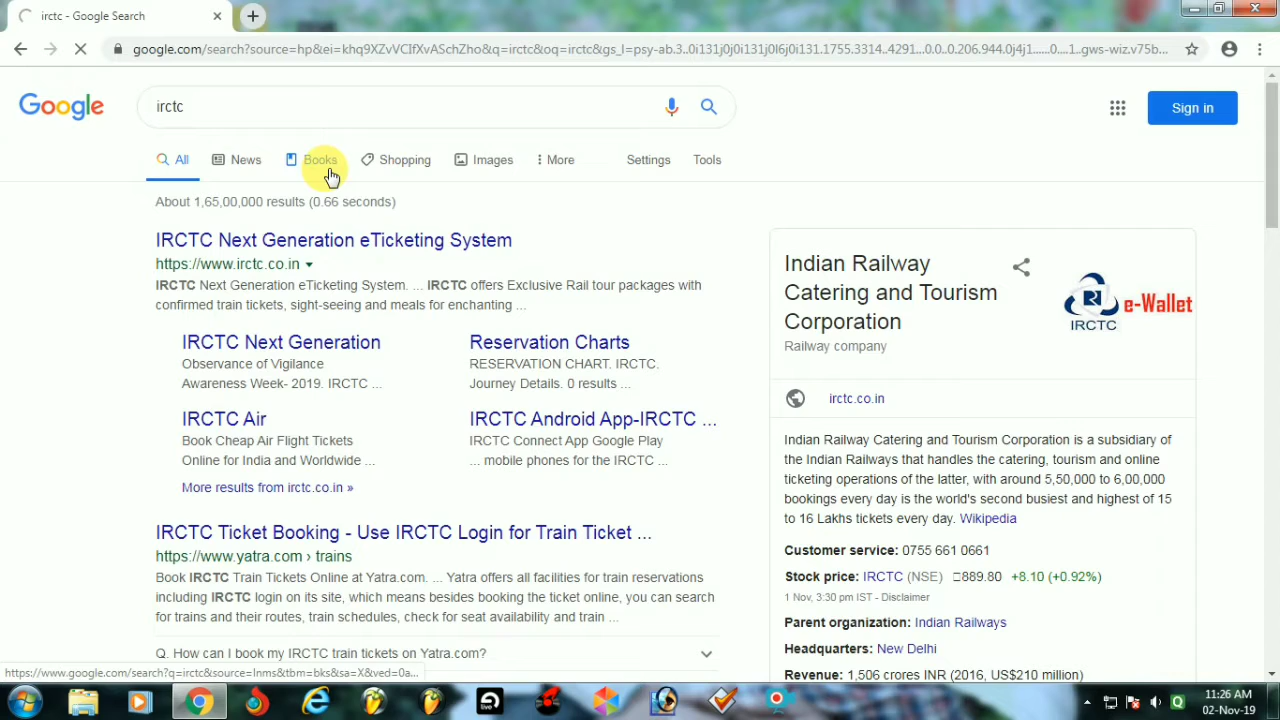 irctc - Google Search
google.com/search?source=hp&ei=khq9XZvVCIfXvASchZho&q=irctc&oq=irctc&gs_l=psy-ab.3..0i131j0j0i131j0l6j0i131.1755.3314..4291...0.0..0.206.944.0j4j1......0....1..gws-wiz.v75b...
Google
irctc
Sign in
All
News
Books
Shopping
Images
More
Settings
Tools
About 1,65,00,000 results (0.66 seconds)
IRCTC Next Generation eTicketing System
https://www.irctc.co.in
IRCTC Next Generation eTicketing System. ... IRCTC offers Exclusive Rail tour packages with
confirmed train tickets, sight-seeing and meals for enchanting ...
IRCTC Next Generation
Observance of Vigilance
Awareness Week- 2019. IRCTC ...
Reservation Charts
RESERVATION CHART. IRCTC.
Journey Details. 0 results ...
IRCTC Air
Book Cheap Air Flight Tickets
Online for India and Worldwide ...
IRCTC Android App-IRCTC ...
IRCTC Connect App Google Play
... mobile phones for the IRCTC ...
More results from irctc.co.in »
IRCTC Ticket Booking - Use IRCTC Login for Train Ticket ...
https://www.yatra.com › trains
Book IRCTC Train Tickets Online at Yatra.com. ... Yatra offers all facilities for train reservations
including IRCTC login on its site, which means besides booking the ticket online, you can search
for trains and their routes, train schedules, check for seat availability and train ...
Q. How can I book my IRCTC train tickets on Yatra.com?
Indian Railway
Catering and Tourism
Corporation
Railway company
IRCTC
e-Wallet
irctc.co.in
Indian Railway Catering and Tourism Corporation is a subsidiary of
the Indian Railways that handles the catering, tourism and online
ticketing operations of the latter, with around 5,50,000 to 6,00,000
bookings every day is the world's second busiest and highest of 15
to 16 Lakhs tickets every day. Wikipedia
Customer service: 0755 661 0661
Stock price: IRCTC (NSE) 889.80 +8.10 (+0.92%)
1 Nov, 3:30 pm IST - Disclaimer
Parent organization: Indian Railways
Headquarters: New Delhi
Revenue: 1,506 crores INR (2016, US$210 million)
https://www.google.com/search?q=irctc&source=lnms&tbm=bks&sa=X&ved=0a...
live
11:26 AM
02-Nov-19